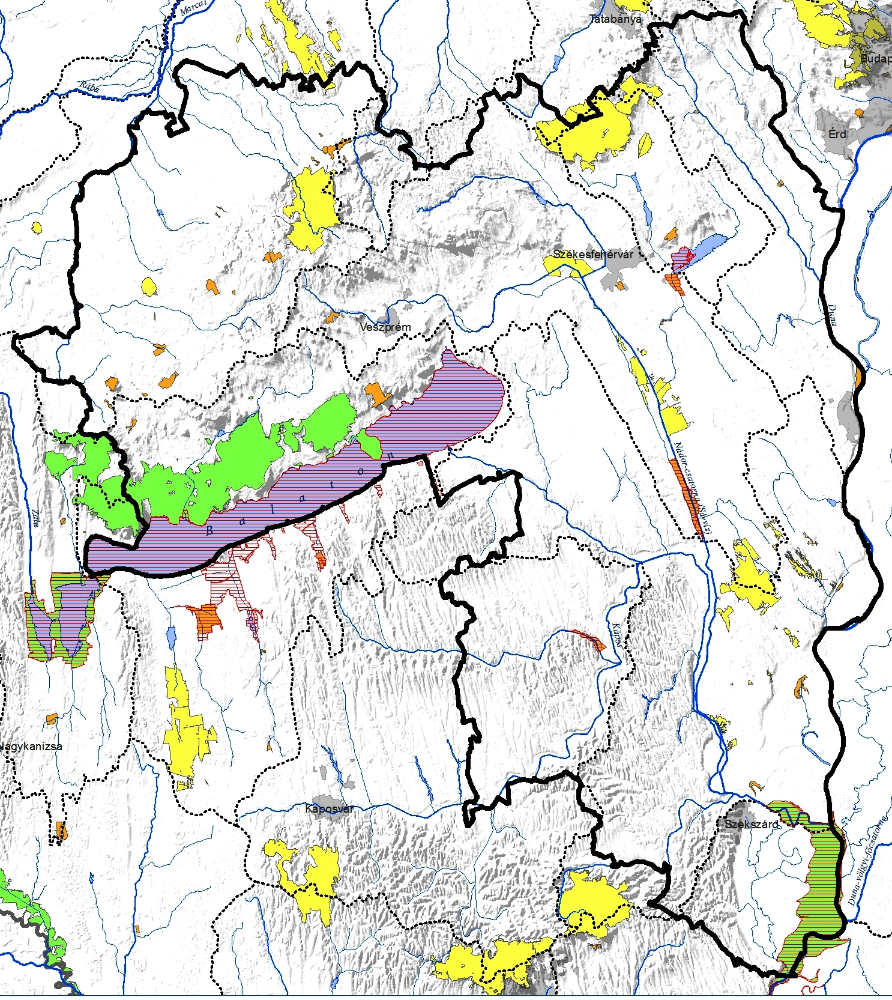 Marcal
Tatabánya
Budap
Rába
Érd
Székesfehérvár
Duna
Veszprém
Nádor-csatorna (Sárvíz)
Balaton
Zala
Kapos
Nagykanizsa
Kaposvár
Szekszárd
Duna-völgyi-főcsatorna